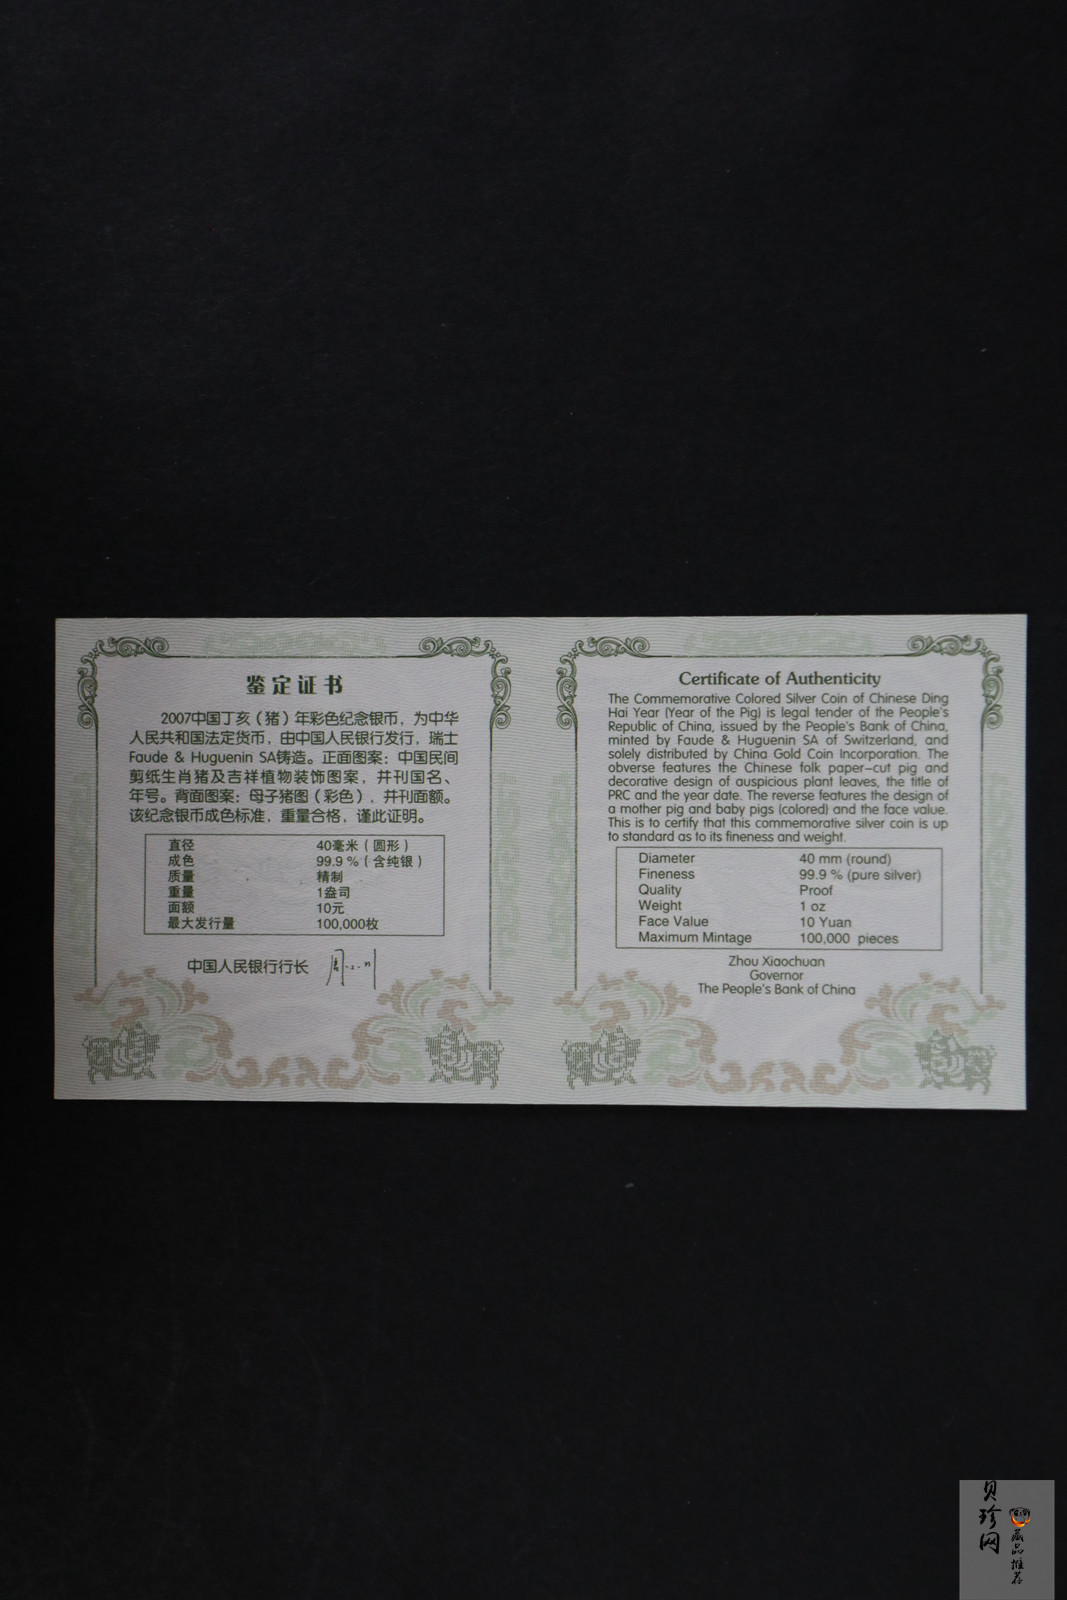 鉴定证书
2007中国丁亥（猪）年彩色纪念银币，为中华
人民共和国法定货币，由中国人民银行发行，瑞士
Faude & Huguenin SA铸造。正面图案：中国民间
剪纸生肖猪及吉祥植物装饰图案，并刊国名、
年号。背面图案：母子猪图（彩色），并刊面额。
该纪念银币成色标准，重量合格，谨此证明。
直径 40毫米（圆形）
成色 99.9%（含纯银）
质量 精制
重量 1盎司
面额 10元
最大发行量 100,000枚
中国人民银行行长
Certificate of Authenticity
The Commemorative Colored Silver Coin of Chinese Ding
Hai Year (Year of the Pig) is legal tender of the People's
Republic of China, issued by the People's Bank of China,
minted by Faude & Huguenin SA of Switzerland, and
solely distributed by China Gold Coin Incorporation. The
obverse features the Chinese folk paper-cut pig and
decorative design of auspicious plant leaves, the title of
PRC and the year date. The reverse features the design of
a mother pig and baby pigs (colored) and the face value.
This is to certify that this commemorative silver coin is up
to standard as to its fineness and weight.
Diameter 40 mm (round)
Fineness 99.9 % (pure silver)
Quality Proof
Weight 1 oz
Face Value 10 Yuan
Maximum Mintage 100,000 pieces
Zhou Xiaochuan
Governor
The People's Bank of China
贝珍网
藏品推荐